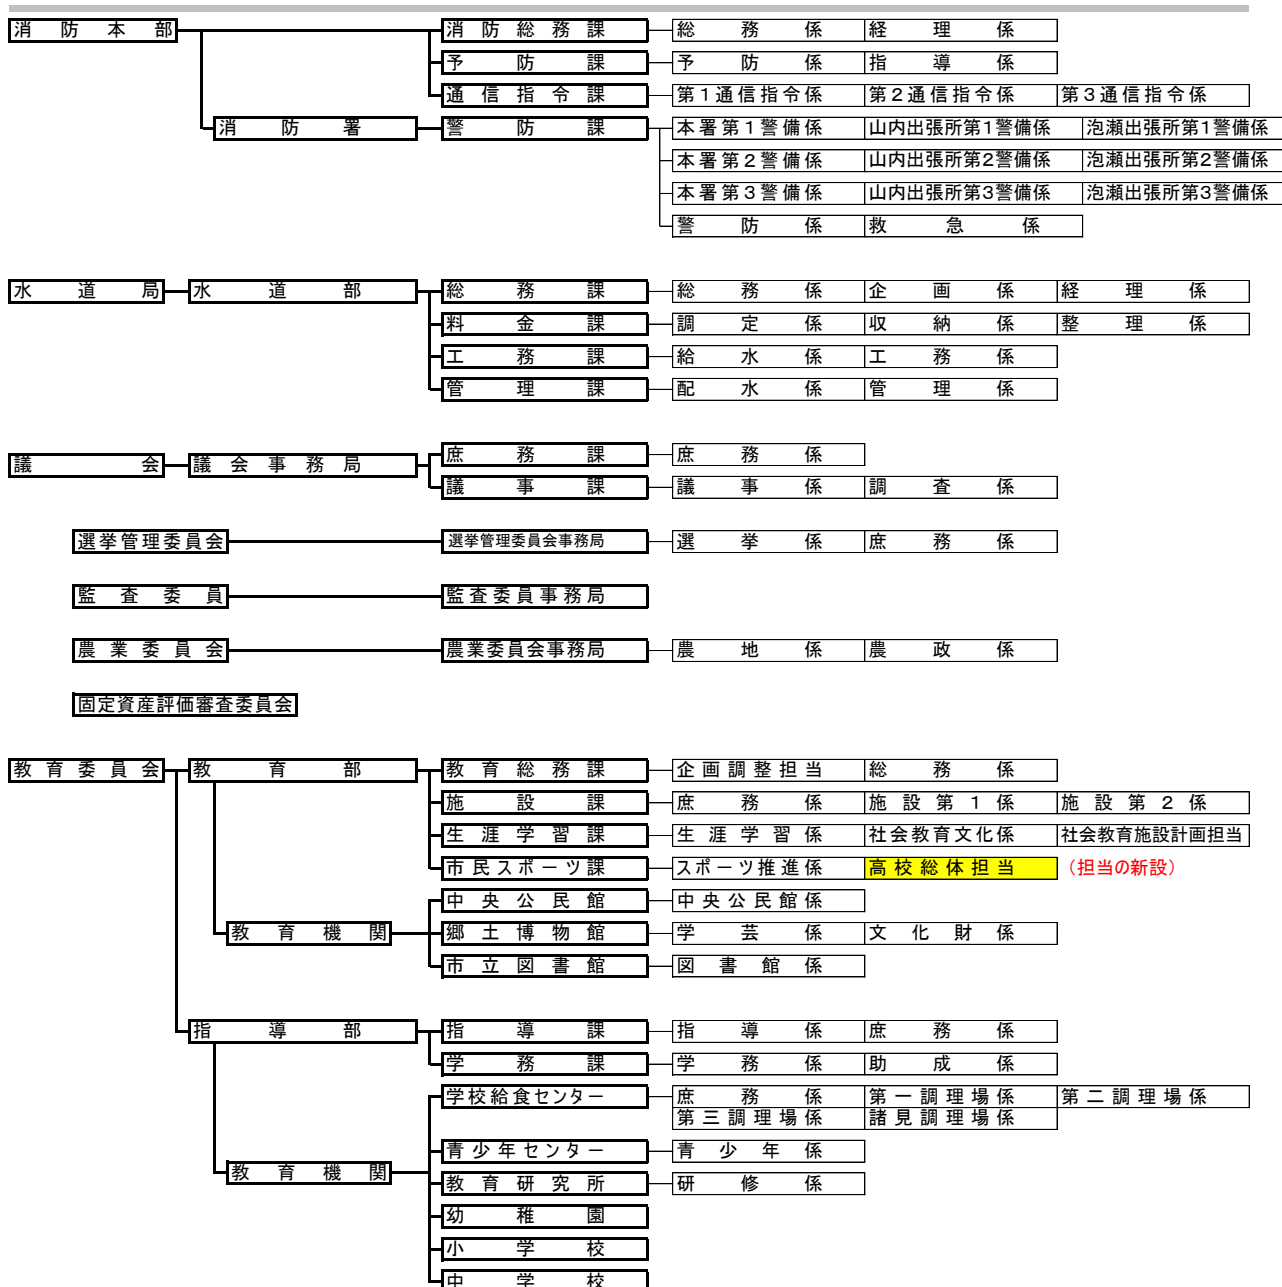 消防本部 消防総務課 総務係 経理係
予防課 予防係 指導係
通信指令課 第1通信指令係 第2通信指令係 第3通信指令係
消防署 警防課 本署第1警備係 山内出張所第1警備係 泡瀬出張所第1警備係
本署第2警備係 山内出張所第2警備係 泡瀬出張所第2警備係
本署第3警備係 山内出張所第3警備係 泡瀬出張所第3警備係
警防係 救急係
水道局 水道部 総務課 総務係 企画係 経理係
料金課 調定係 収納係 整理係
工務課 給水係 工務係
管理課 配水係 管理係
議会 議会事務局 庶務課 庶務係
議事課 議事係 調査係
選挙管理委員会 選挙管理委員会事務局 選挙係 庶務係
監査委員 監査委員事務局
農業委員会 農業委員会事務局 農地係 農政係
固定資産評価審査委員会
教育委員会 教育部 教育総務課 企画調整担当 総務係
施設課 庶務係 施設第1係 施設第2係
生涯学習課 生涯学習係 社会教育文化係 社会教育施設計画担当
市民スポーツ課 スポーツ推進係 高校総体担当 （担当の新設）
中央公民館 中央公民館係
教育機関 郷土博物館 学芸係 文化財係
市立図書館 図書館係
指導部 指導課 指導係 庶務係
学務課 学務係 助成係
学校給食センター 庶務係 第一調理場係 第二調理場係
第三調理場係 諸見調理場係
青少年センター 青少年係
教育機関 教育研究所 研修係
幼稚園
小学校
中学校